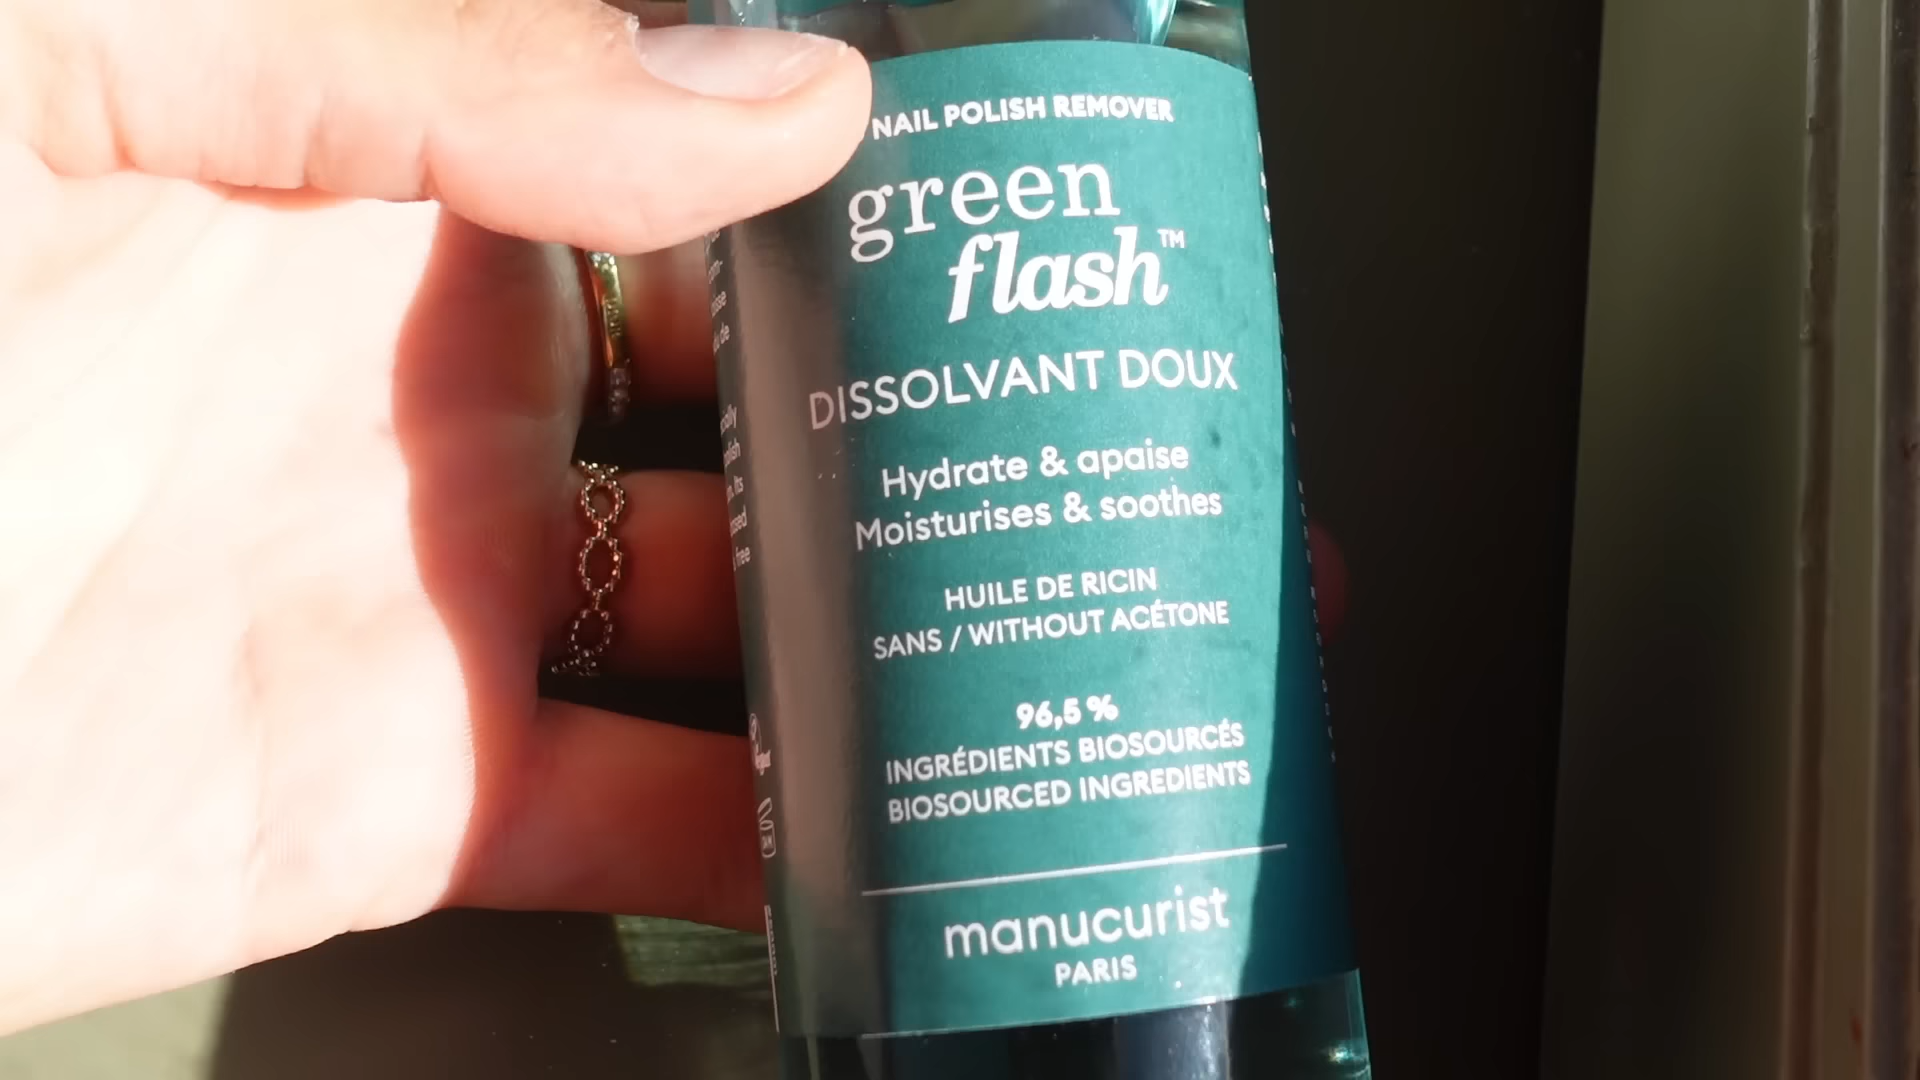 NAIL POLISH REMOVER
green
flash™
DISSOLVANT DOUX
Hydrate & apaise
Moisturises & soothes
HUILE DE RICIN
SANS / WITHOUT ACÉTONE
96,5 %
INGRÉDIENTS BIOSOURCÉS
BIOSOURCED INGREDIENTS
manucurist
PARIS